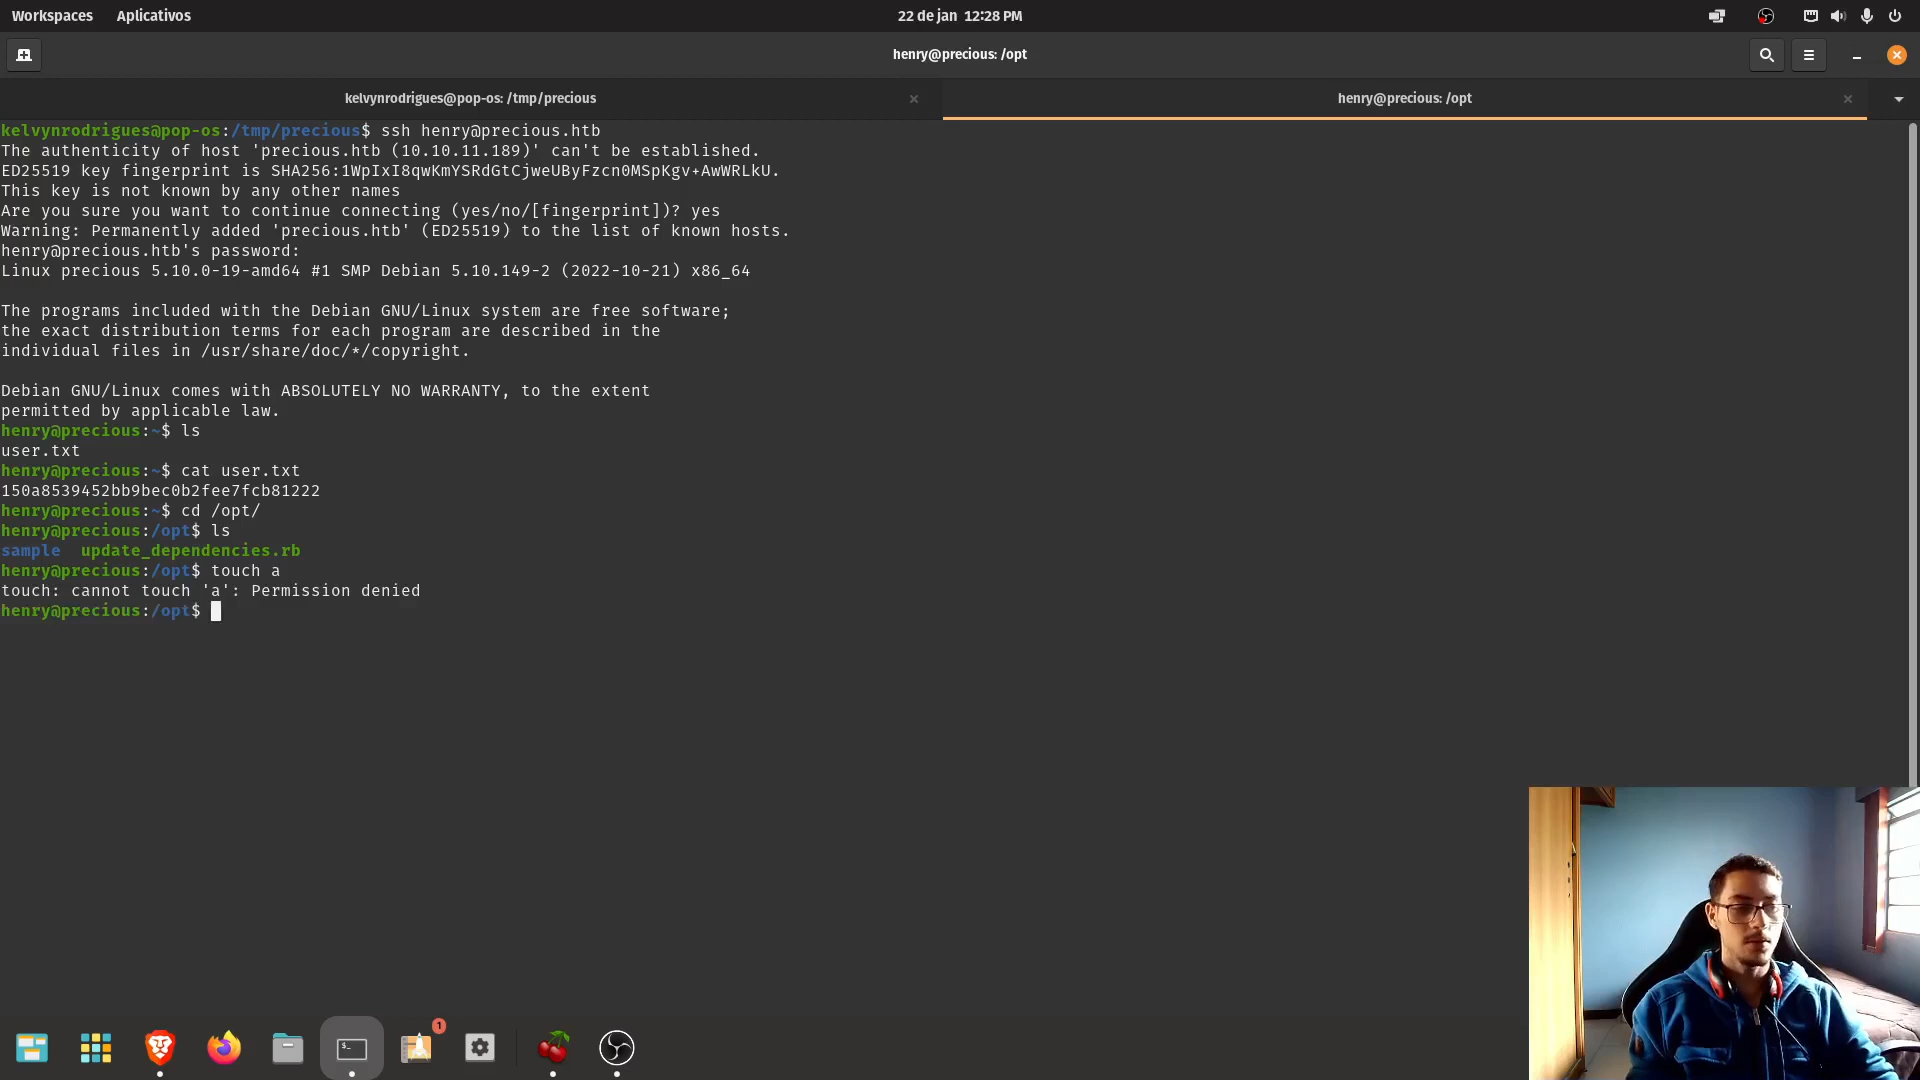 Workspaces Aplicativos 22 de jan 12:28 PM
henry@precious: /opt
kelvynrodrigues@pop-os: /tmp/precious henry@precious: /opt
kelvynrodrigues@pop-os:/tmp/precious$ ssh henry@precious.htb
The authenticity of host 'precious.htb (10.10.11.189)' can't be established.
ED25519 key fingerprint is SHA256:1WpIxI8qwKmYSRdGtCjweUByFzcn0MSpKgv+AwWRLkU.
This key is not known by any other names
Are you sure you want to continue connecting (yes/no/[fingerprint])? yes
Warning: Permanently added 'precious.htb' (ED25519) to the list of known hosts.
henry@precious.htb's password:
Linux precious 5.10.0-19-amd64 #1 SMP Debian 5.10.149-2 (2022-10-21) x86_64
The programs included with the Debian GNU/Linux system are free software;
the exact distribution terms for each program are described in the
individual files in /usr/share/doc/*/copyright.
Debian GNU/Linux comes with ABSOLUTELY NO WARRANTY, to the extent
permitted by applicable law.
henry@precious:~$ ls
user.txt
henry@precious:~$ cat user.txt
150a8539452bb9bec0b2fee7fcb81222
henry@precious:~$ cd /opt/
henry@precious:/opt$ ls
sample update_dependencies.rb
henry@precious:/opt$ touch a
touch: cannot touch 'a': Permission denied
henry@precious:/opt$
1